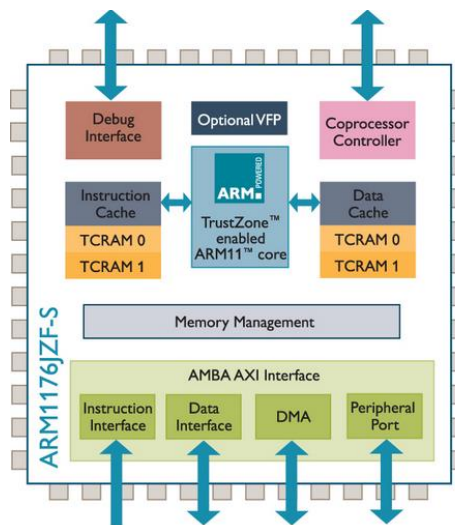 Debug
Interface
Optional VFP
Coprocessor
Controller
ARM POWERED
TrustZone™
enabled
ARM11™ core
Instruction
Cache
TCRAM 0
TCRAM 1
Data
Cache
TCRAM 0
TCRAM 1
Memory Management
ARM1176JZF-S
AMBA AXI Interface
Instruction
Interface
Data
Interface
DMA
Peripheral
Port